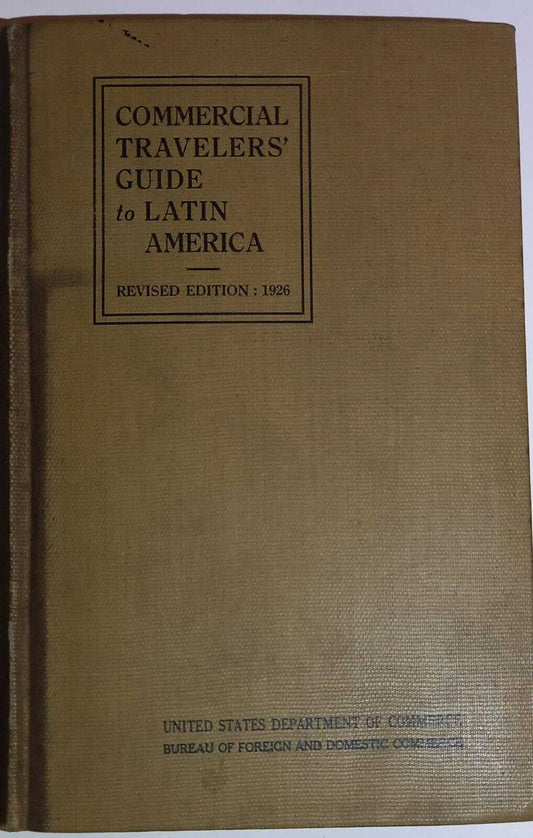 COMMERCIAL
TRAVELERS'
GUIDE
to LATIN
AMERICA
REVISED EDITION : 1926
UNITED STATES DEPARTMENT OF COMMERCE
BUREAU OF FOREIGN AND DOMESTIC COMMERCE